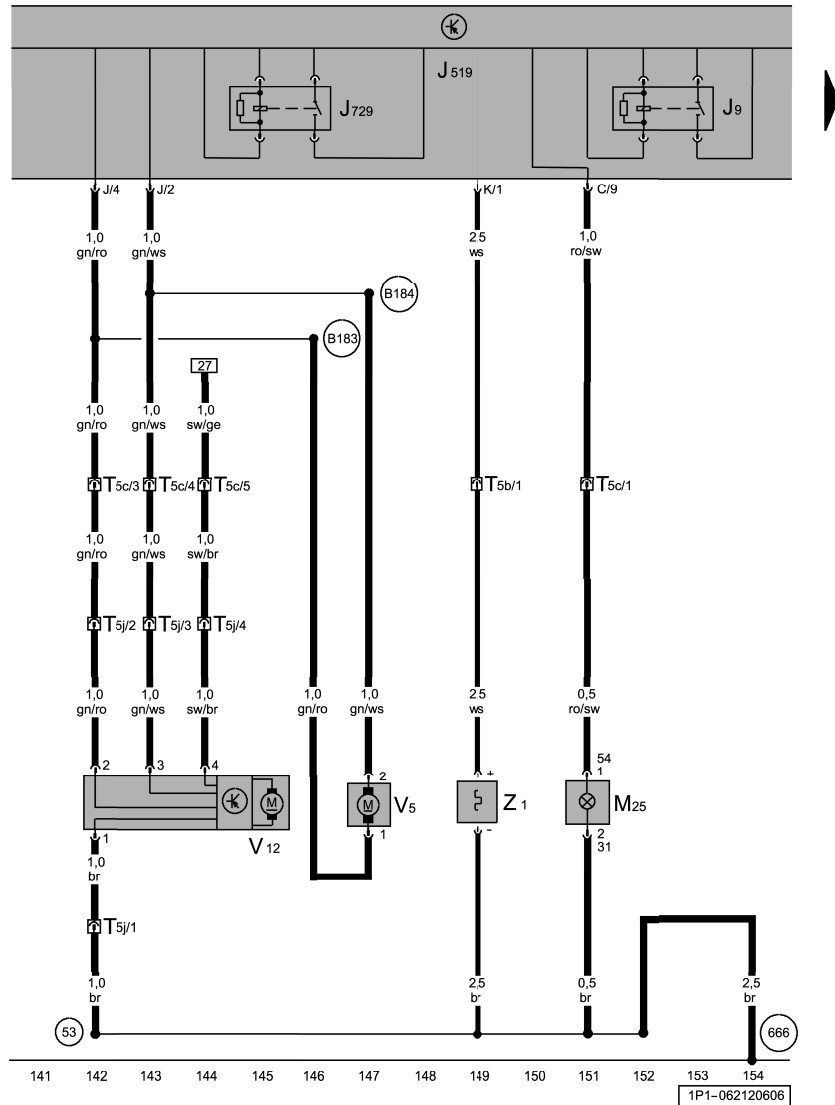 J519
J729
J9
J/4 J/2 K/1 C/9
1,0 1,0 2.5 1,0
gn/ro gn/ws ws ro/sw
B184
B183
27
1,0 1,0 1,0
gn/ro gn/ws sw/ge
T5c/3 T5c/4 T5c/5 T5b/1 T5c/1
1,0 1,0 1,0
gn/ro gn/ws sw/br
T5j/2 T5j/3 T5j/4
1,0 1,0 1,0 1,0 1,0 2.5 0,5
gn/ro gn/ws sw/br gn/ro gn/ws ws ro/sw
54
2 3 4 2 + 1
M M V5 Z1 M25
1 V12 1 - 2
31
1,0
br
T5j/1
1,0 2,5 0,5 2,5
br br br br
53 666
141 142 143 144 145 146 147 148 149 150 151 152 153 154
1P1-062120606